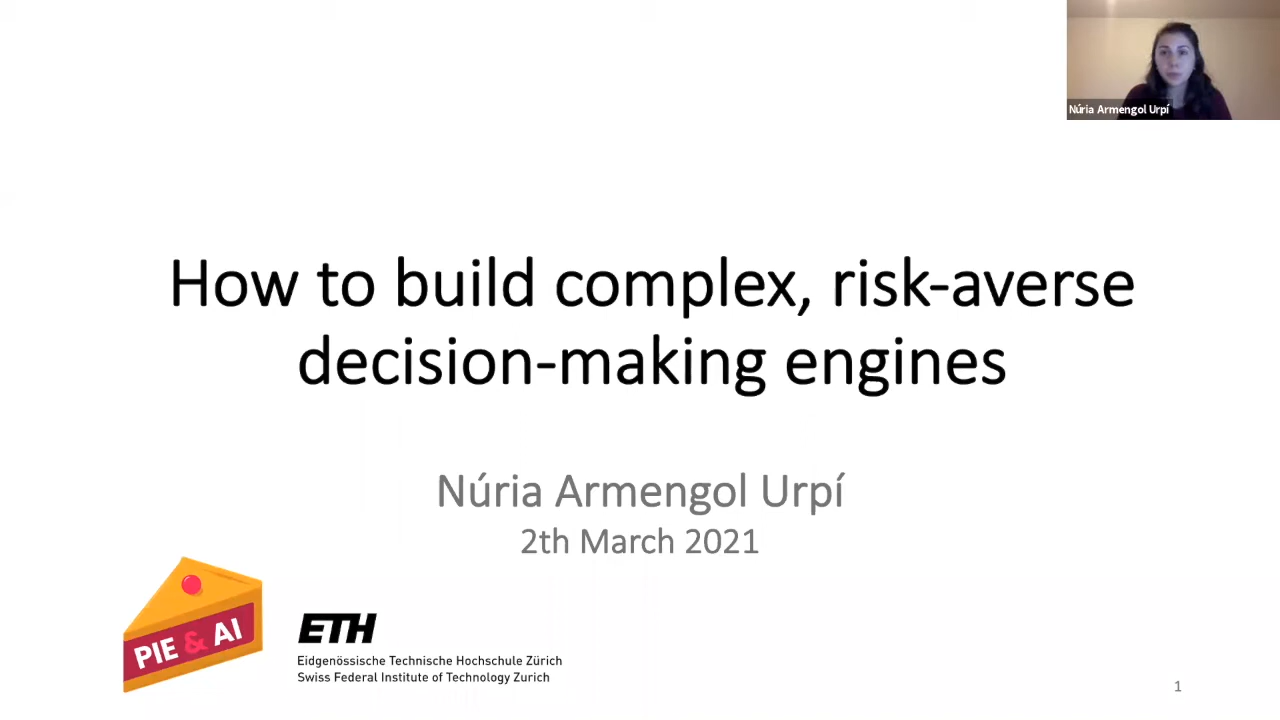 Núria Armengol Urpí
How to build complex, risk-averse
decision-making engines
Núria Armengol Urpí
2th March 2021
PIE & AI
ETH
Eidgenössische Technische Hochschule Zürich
Swiss Federal Institute of Technology Zurich
1